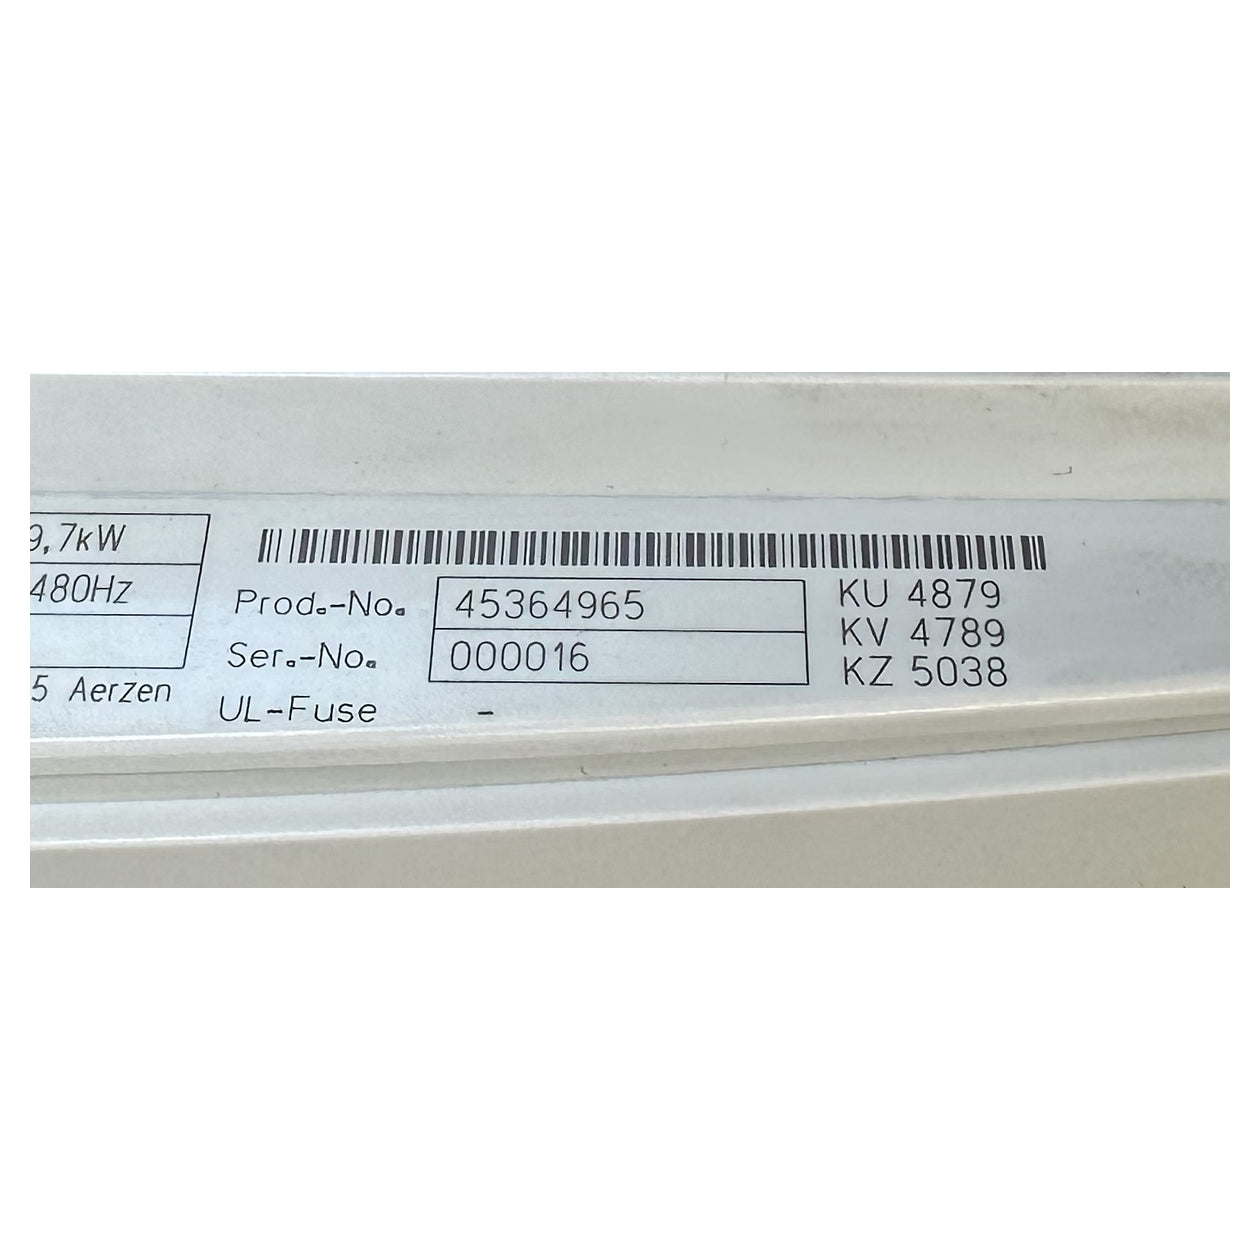 9,7kW
480Hz
5 Aerzen
Prod.-No. 45364965
Ser.-No. 000016
UL-Fuse -
KU 4879
KV 4789
KZ 5038